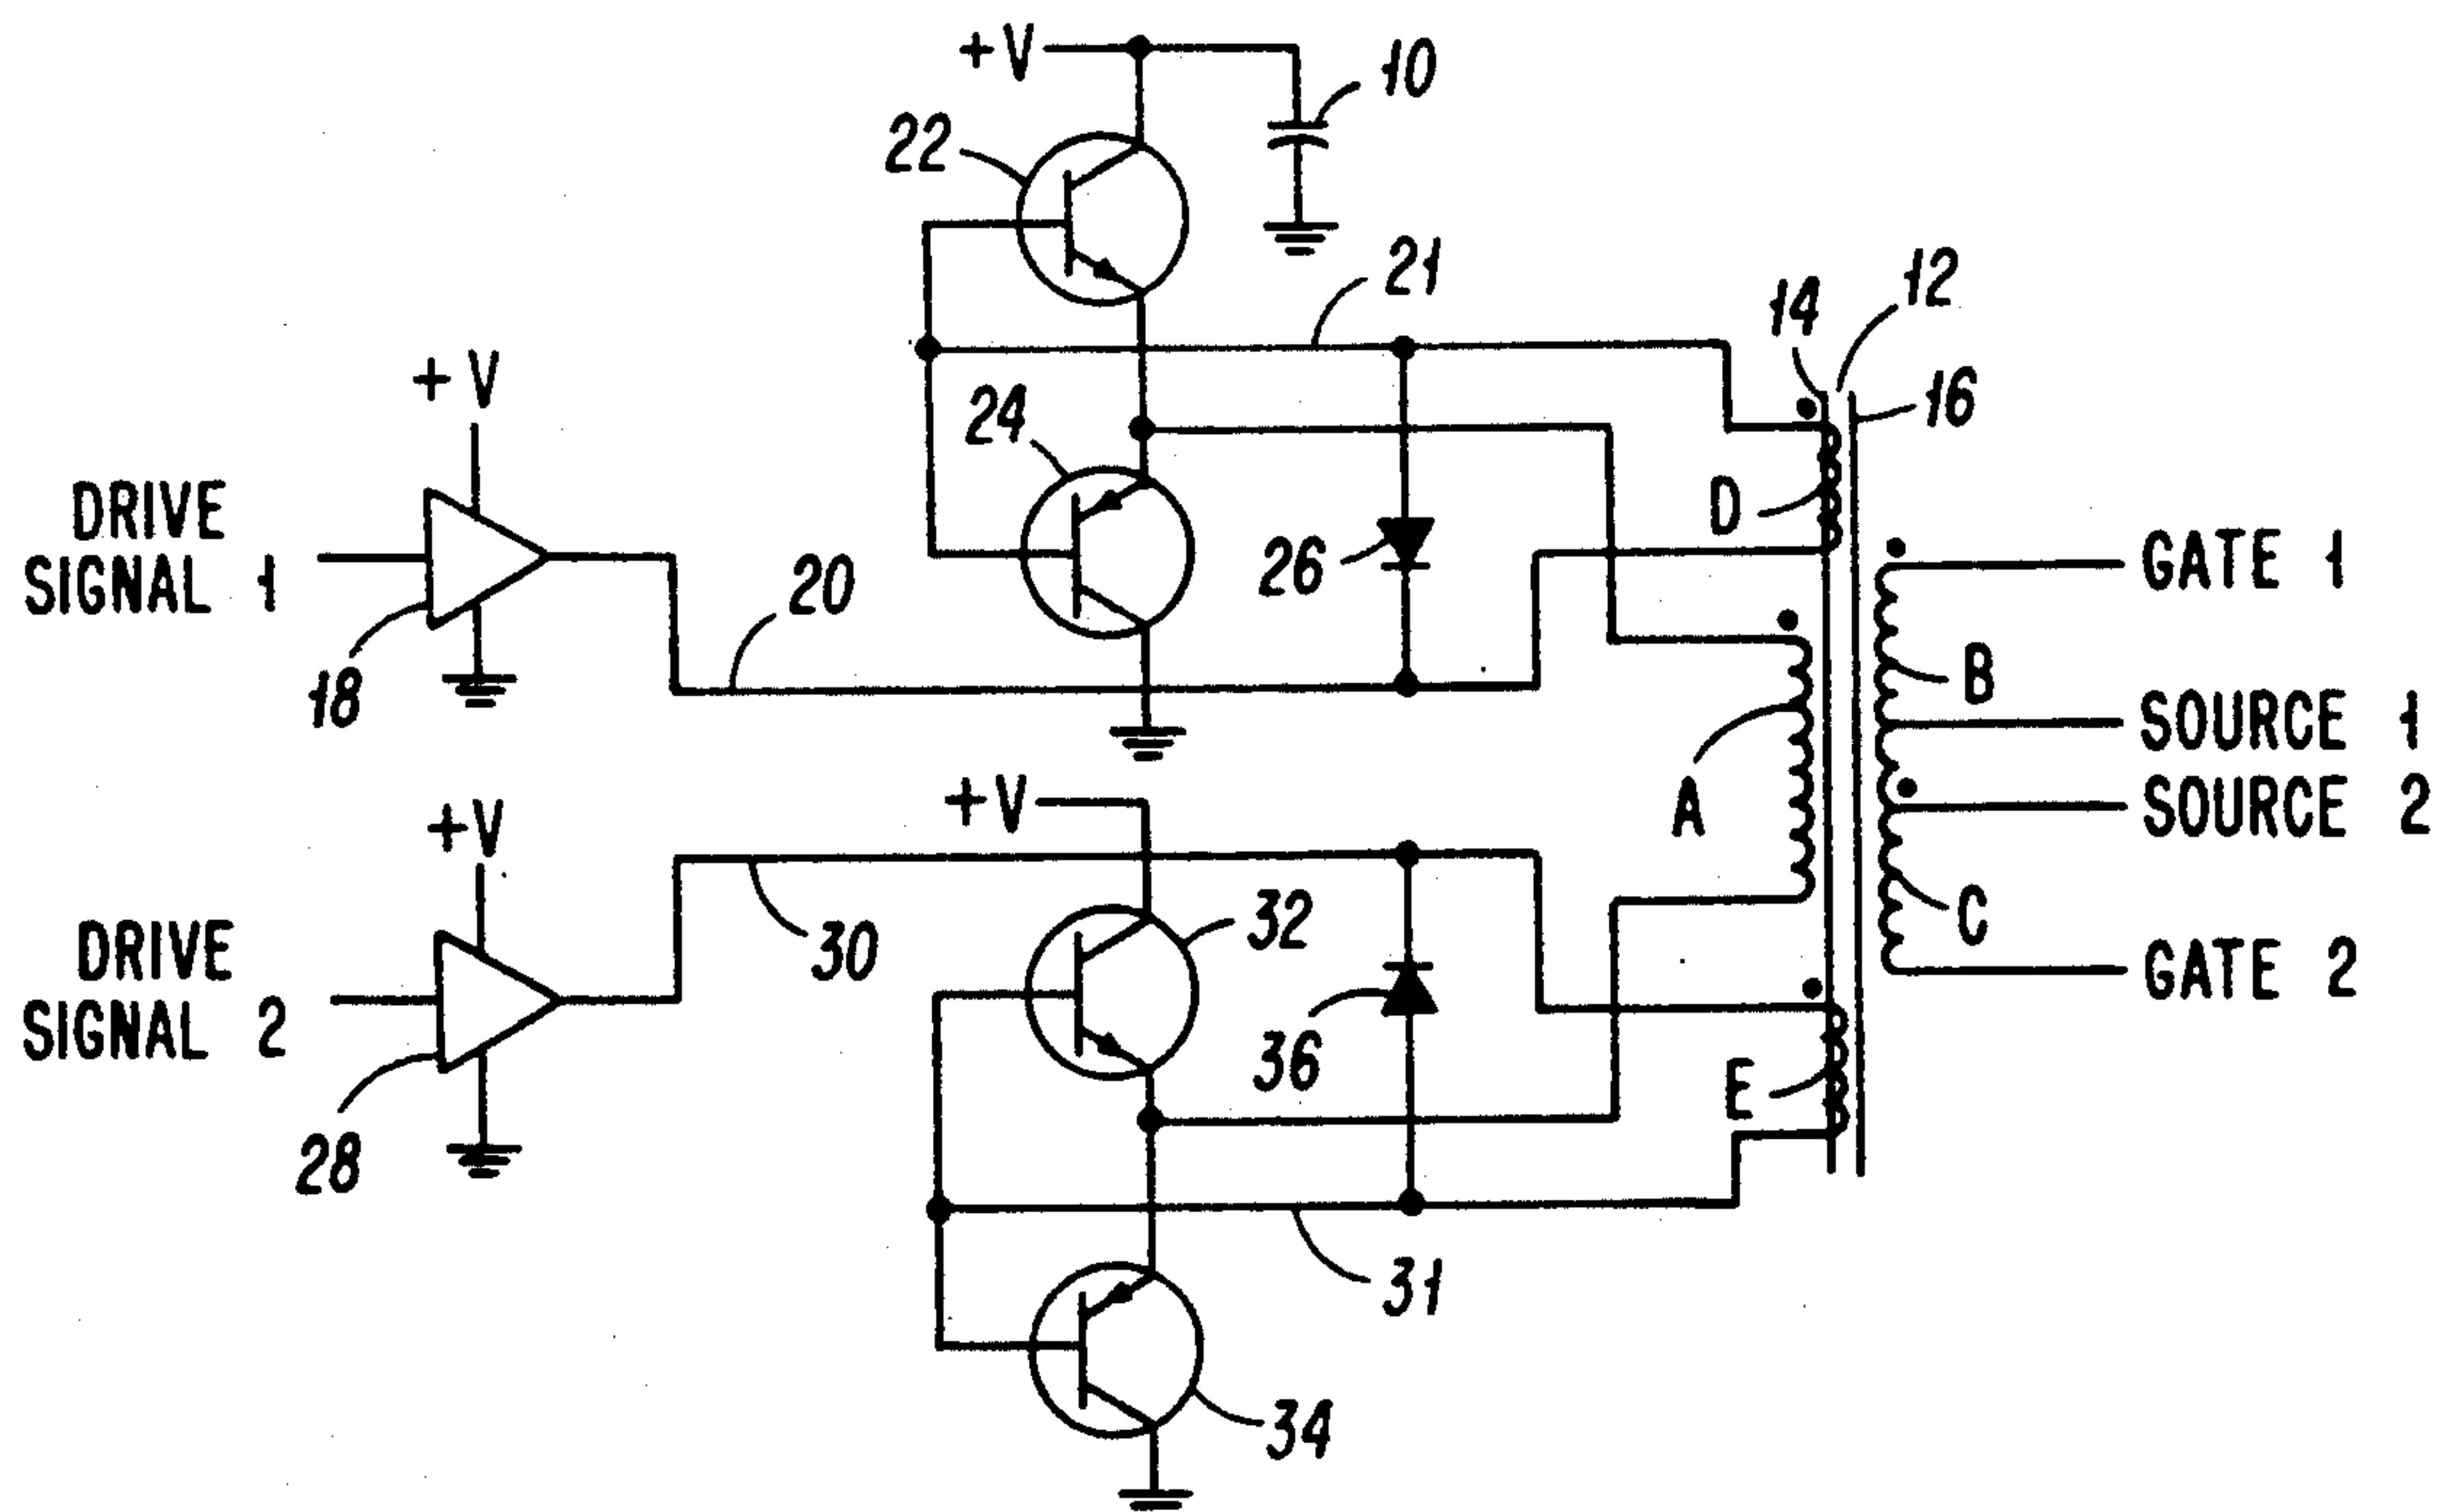 +V
10
22
21
12
14
16
+V
24
D
DRIVE
SIGNAL 1
26
20
GATE 1
18
B
A
SOURCE 1
+V
SOURCE 2
+V
30
32
C
DRIVE
SIGNAL 2
GATE 2
36
E
28
31
34